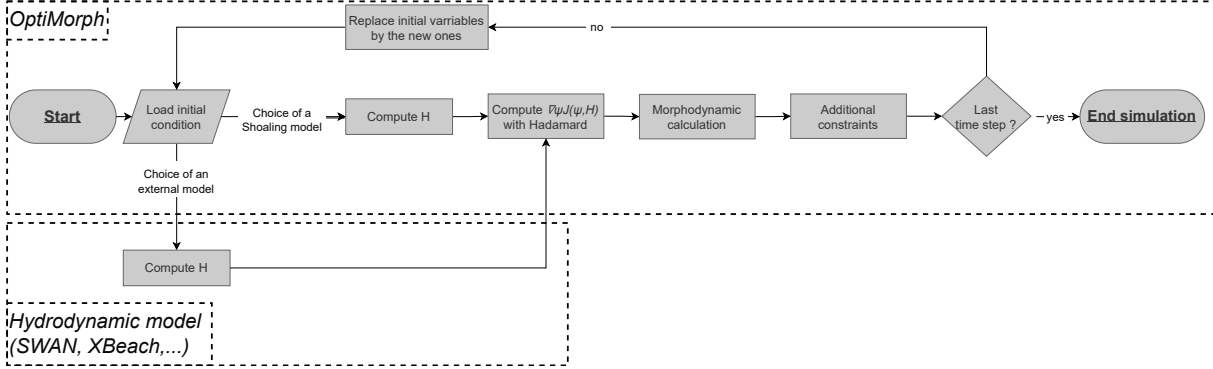 OptiMorph
Replace initial varriables
by the new ones
no
Start
Load initial
condition
Choice of a
Shoaling model
Compute H
Compute ∇ψJ(ψ,H)
with Hadamard
Morphodynamic
calculation
Additional
constraints
Last
time step ?
yes
End simulation
Choice of an
external model
Compute H
Hydrodynamic model
(SWAN, XBeach,...)